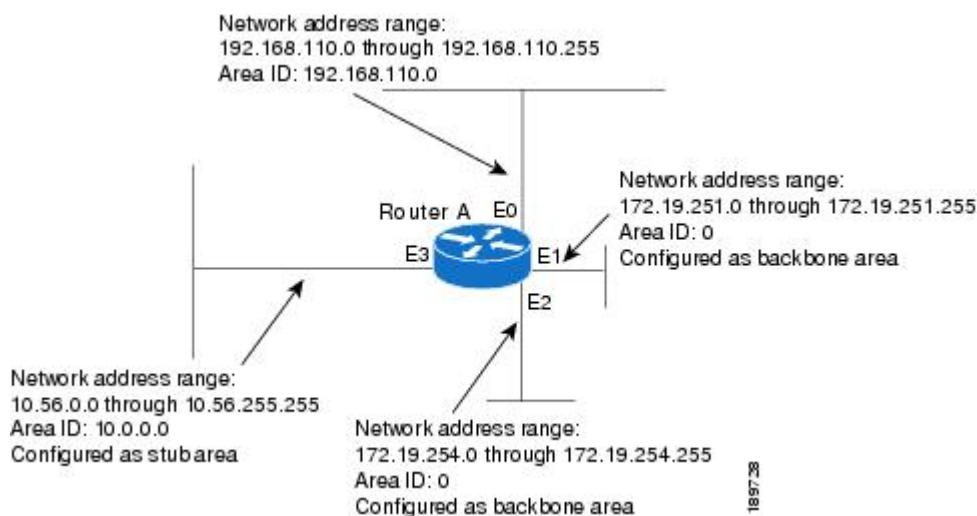 Network address range:
192.168.110.0 through 192.168.110.255
Area ID: 192.168.110.0
Network address range:
172.19.251.0 through 172.19.251.255
Area ID: 0
Configured as backbone area
Router A
E0
E3
E1
E2
Network address range:
10.56.0.0 through 10.56.255.255
Area ID: 10.0.0.0
Configured as stub area
Network address range:
172.19.254.0 through 172.19.254.255
Area ID: 0
Configured as backbone area
189728